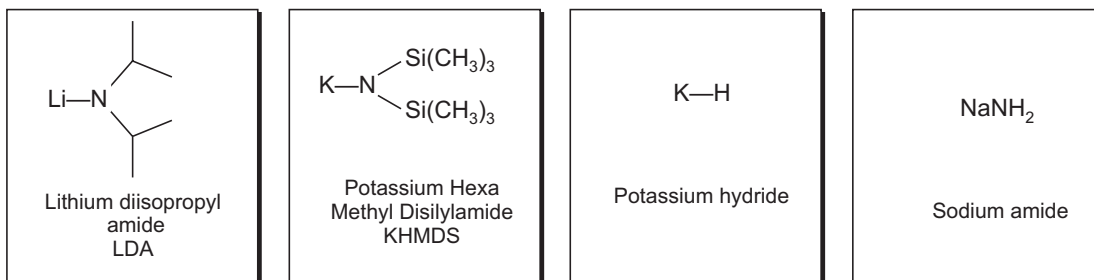 Li—N
Lithium diisopropyl
amide
LDA
Si(CH₃)₃
K—N
Si(CH₃)₃
Potassium Hexa
Methyl Disilylamide
KHMDS
K—H
Potassium hydride
NaNH₂
Sodium amide